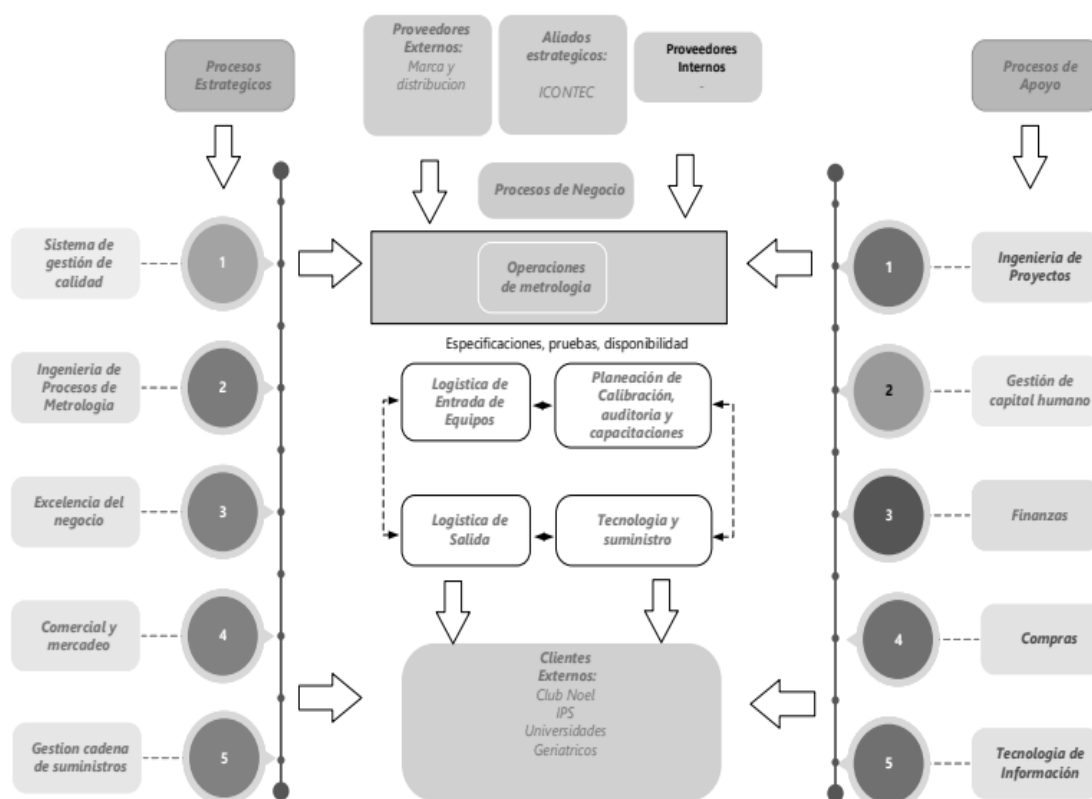 Procesos
Estrategicos
Proveedores
Externos:
Marca y
distribucion
Aliados
estrategicos:
ICONTEC
Proveedores
Internos
-
Procesos de
Apoyo
Procesos de Negocio
Operaciones
de metrologia
Especificaciones, pruebas, disponibilidad
Logistica de
Entrada de
Equipos
Planeación de
Calibración,
auditoria y
capacitaciones
Logistica de
Salida
Tecnologia y
suministro
Clientes
Externos:
Club Noel
IPS
Universidades
Geriatricos
Sistema de
gestión de
calidad
1
Ingenieria de
Procesos de
Metrologia
2
Excelencia del
negocio
3
Comercial y
mercadeo
4
Gestion cadena
de suministros
5
1
Ingenieria de
Proyectos
2
Gestión de
capital humano
3
Finanzas
4
Compras
5
Tecnologia de
Información